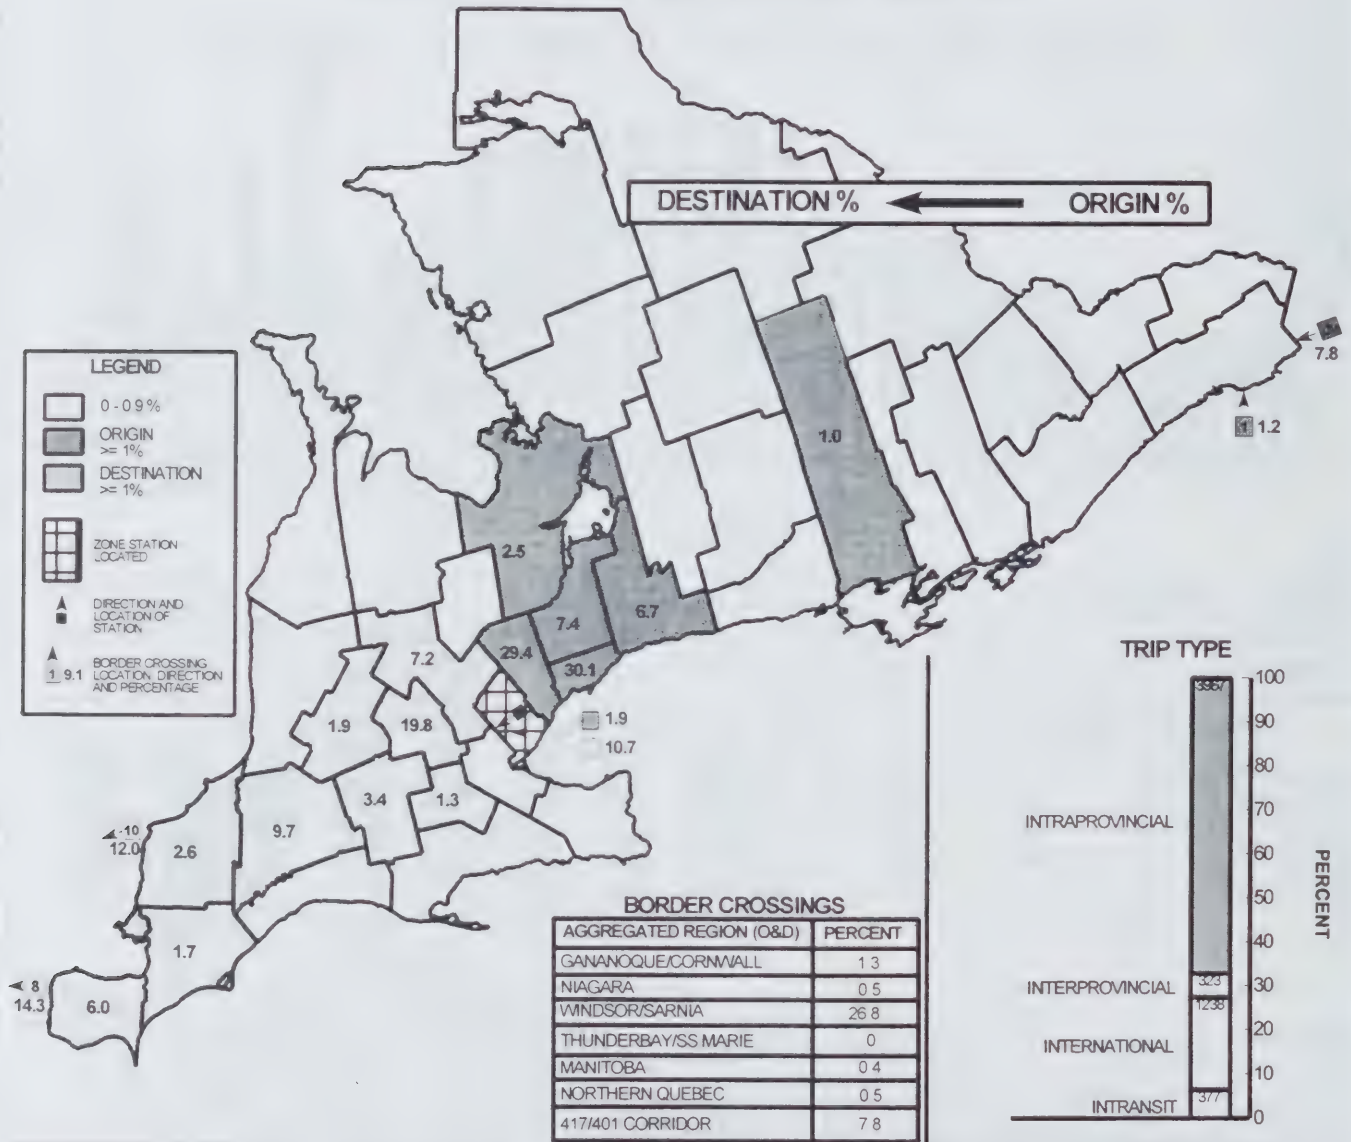 DESTINATION %
ORIGIN %
7.8
1 1.2
LEGEND
0-0.9%
ORIGIN
>= 1%
DESTINATION
>= 1%
ZONE STATION
LOCATED
DIRECTION AND
LOCATION OF
STATION
1 9.1
BORDER CROSSING
LOCATION, DIRECTION
AND PERCENTAGE
1.0
2.5
7.4
6.7
29.4
30.1
7.2
1.9
19.8
1.9
10.7
3.4
1.3
9.7
10
12.0
2.6
1.7
8
14.3
6.0
BORDER CROSSINGS
AGGREGATED REGION (O&D) PERCENT
GANANOQUE/CORNWALL 1 3
NIAGARA 0 5
WINDSOR/SARNIA 26 8
THUNDERBAY/SS MARIE 0
MANITOBA 0 4
NORTHERN QUEBEC 0 5
417/401 CORRIDOR 7 8
TRIP TYPE
3967
100
90
80
70
INTRAPROVINCIAL
60
50
40
INTERPROVINCIAL
323
30
1238
20
INTERNATIONAL
10
INTRANSIT
377
0
PERCENT